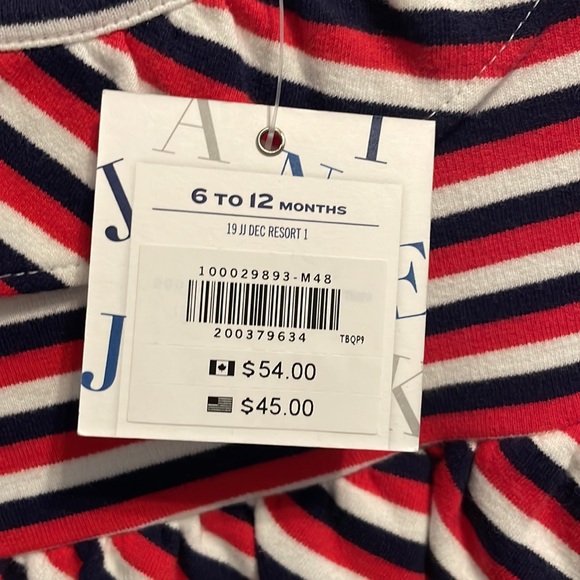 A
I
J
N
6 TO 12 MONTHS
19 JJ DEC RESORT 1
100029893-M48
200379634 TBQP9
E
$54.00
J
K
$45.00